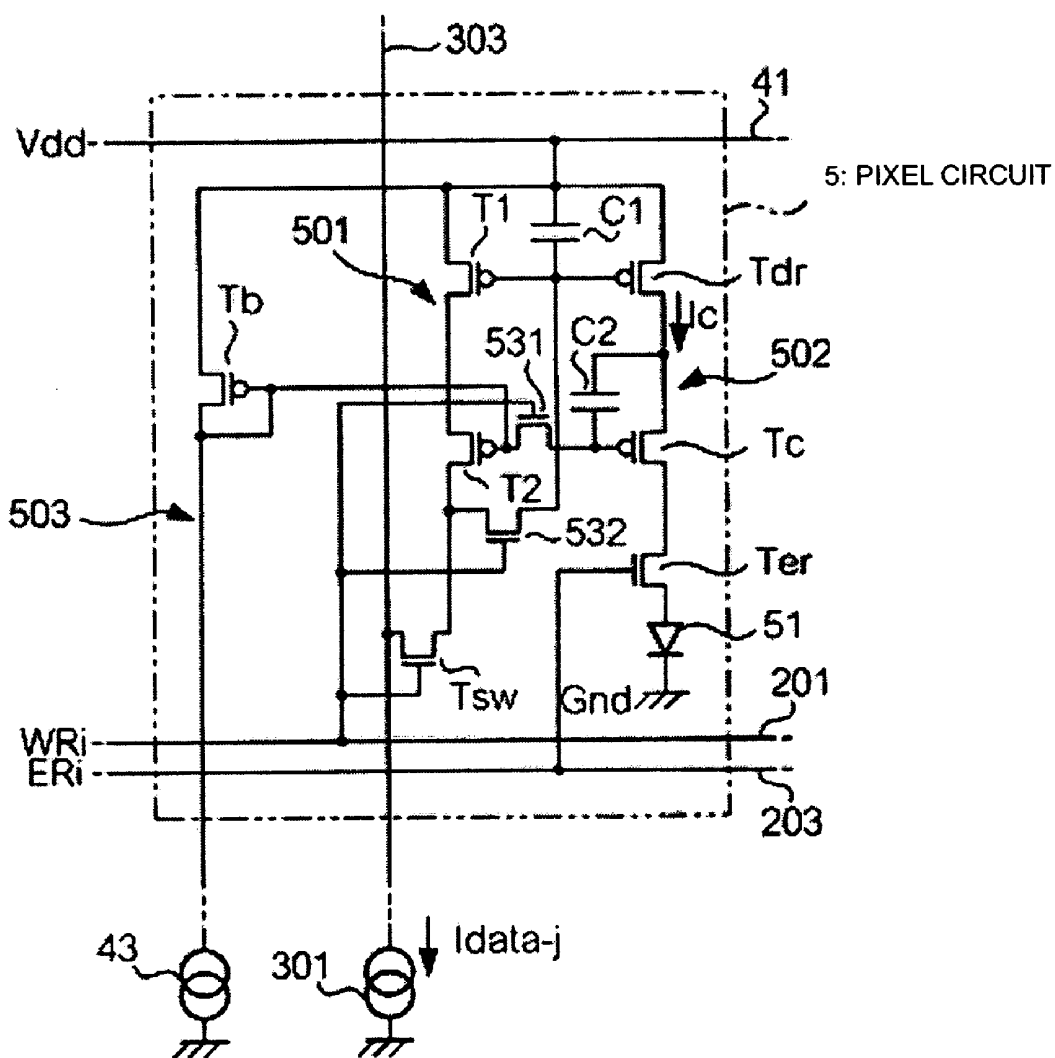 303
41
Vdd
5: PIXEL CIRCUIT
T1
C1
501
Tdr
Tb
Ic
C2
531
502
Tc
T2
503
532
Ter
51
Tsw
Gnd
201
WRi
ERi
203
Idata-j
43
301